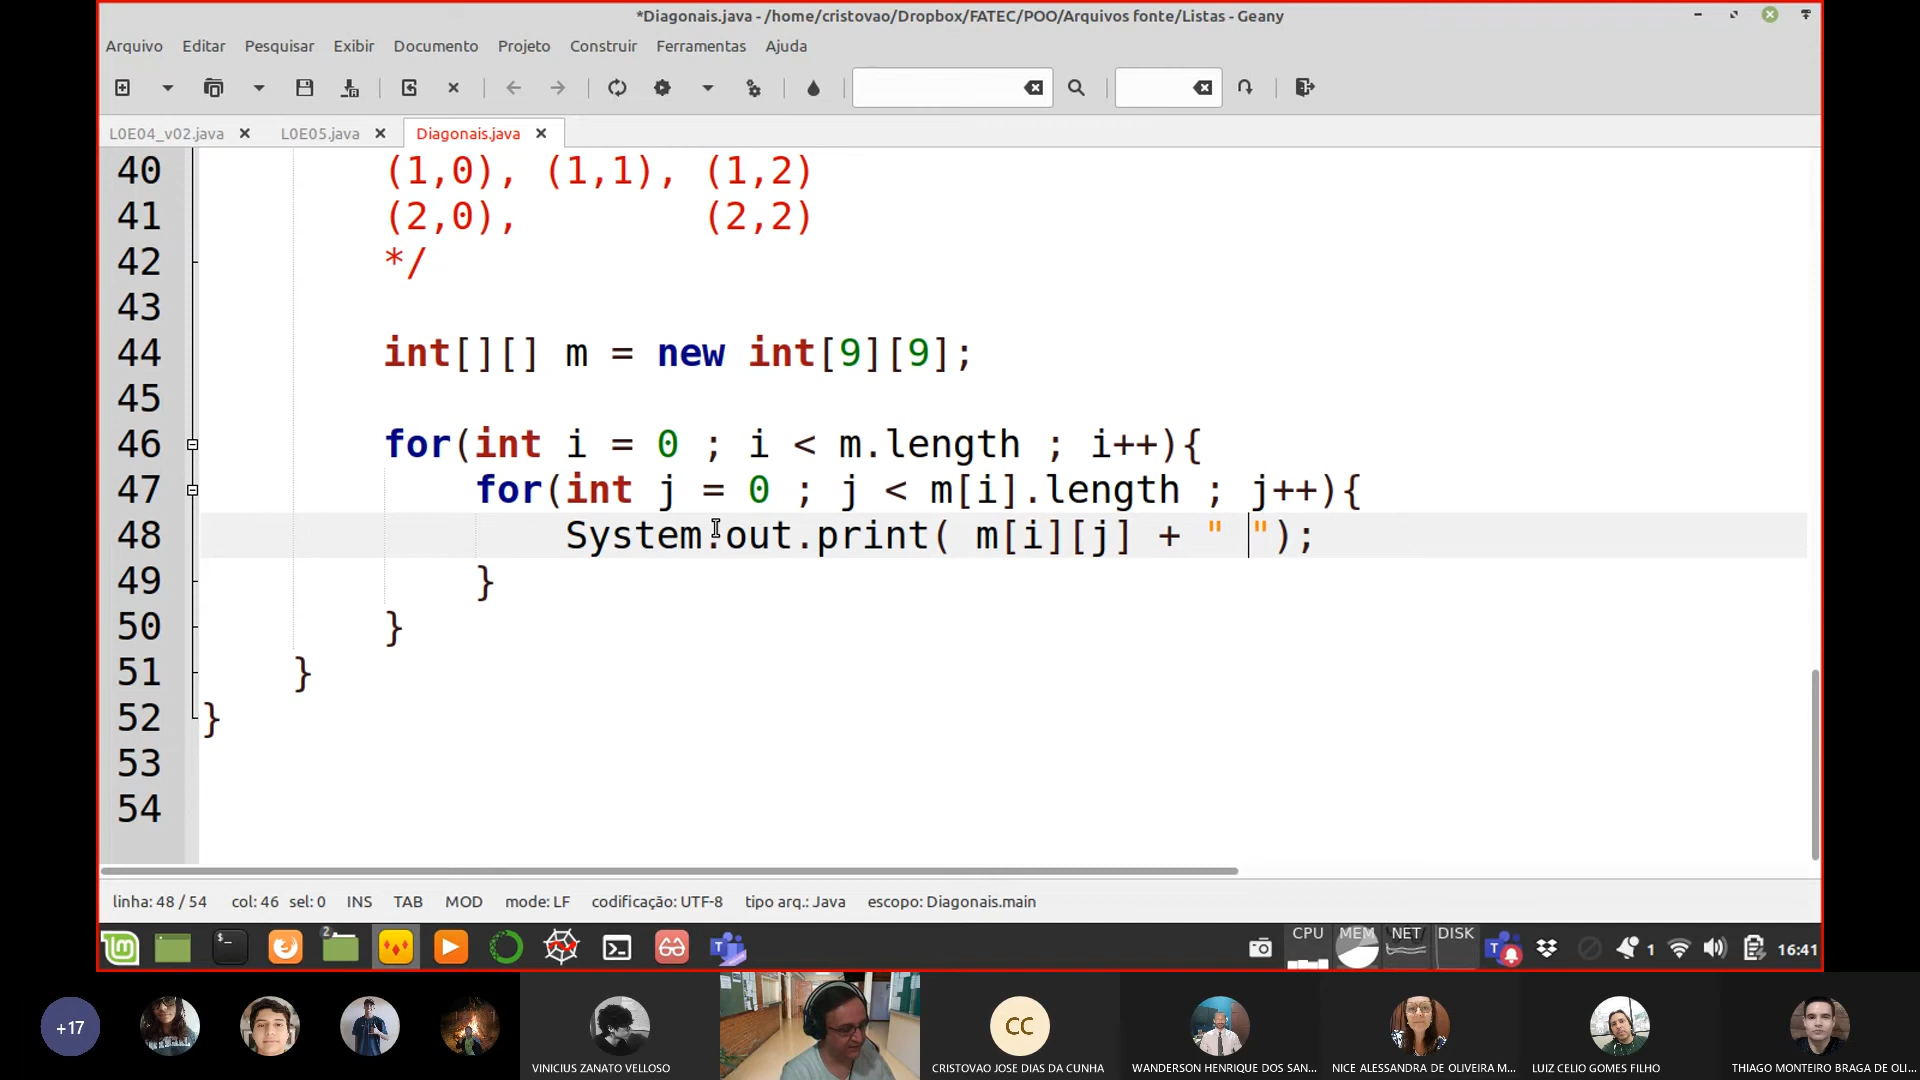 *Diagonais.java - /home/cristovao/Dropbox/FATEC/POO/Arquivos fonte/Listas - Geany
Arquivo Editar Pesquisar Exibir Documento Projeto Construir Ferramentas Ajuda
L0E04_v02.java L0E05.java Diagonais.java
40 (1,0), (1,1), (1,2)
41 (2,0), (2,2)
42 */
43
44 int[][] m = new int[9][9];
45
46 for(int i = 0 ; i < m.length ; i++){
47 for(int j = 0 ; j < m[i].length ; j++){
48 System.out.print( m[i][j] + " ");
49 }
50 }
51 }
52 }
53
54
linha: 48 / 54 col: 46 sel: 0 INS TAB MOD mode: LF codificação: UTF-8 tipo arq.: Java escopo: Diagonais.main
2 CPU MEM NET DISK 1 16:41
+17 CC
VINICIUS ZANATO VELLOSO CRISTOVAO JOSE DIAS DA CUNHA WANDERSON HENRIQUE DOS SAN... NICE ALESSANDRA DE OLIVEIRA M... LUIZ CELIO GOMES FILHO THIAGO MONTEIRO BRAGA DE OLI...